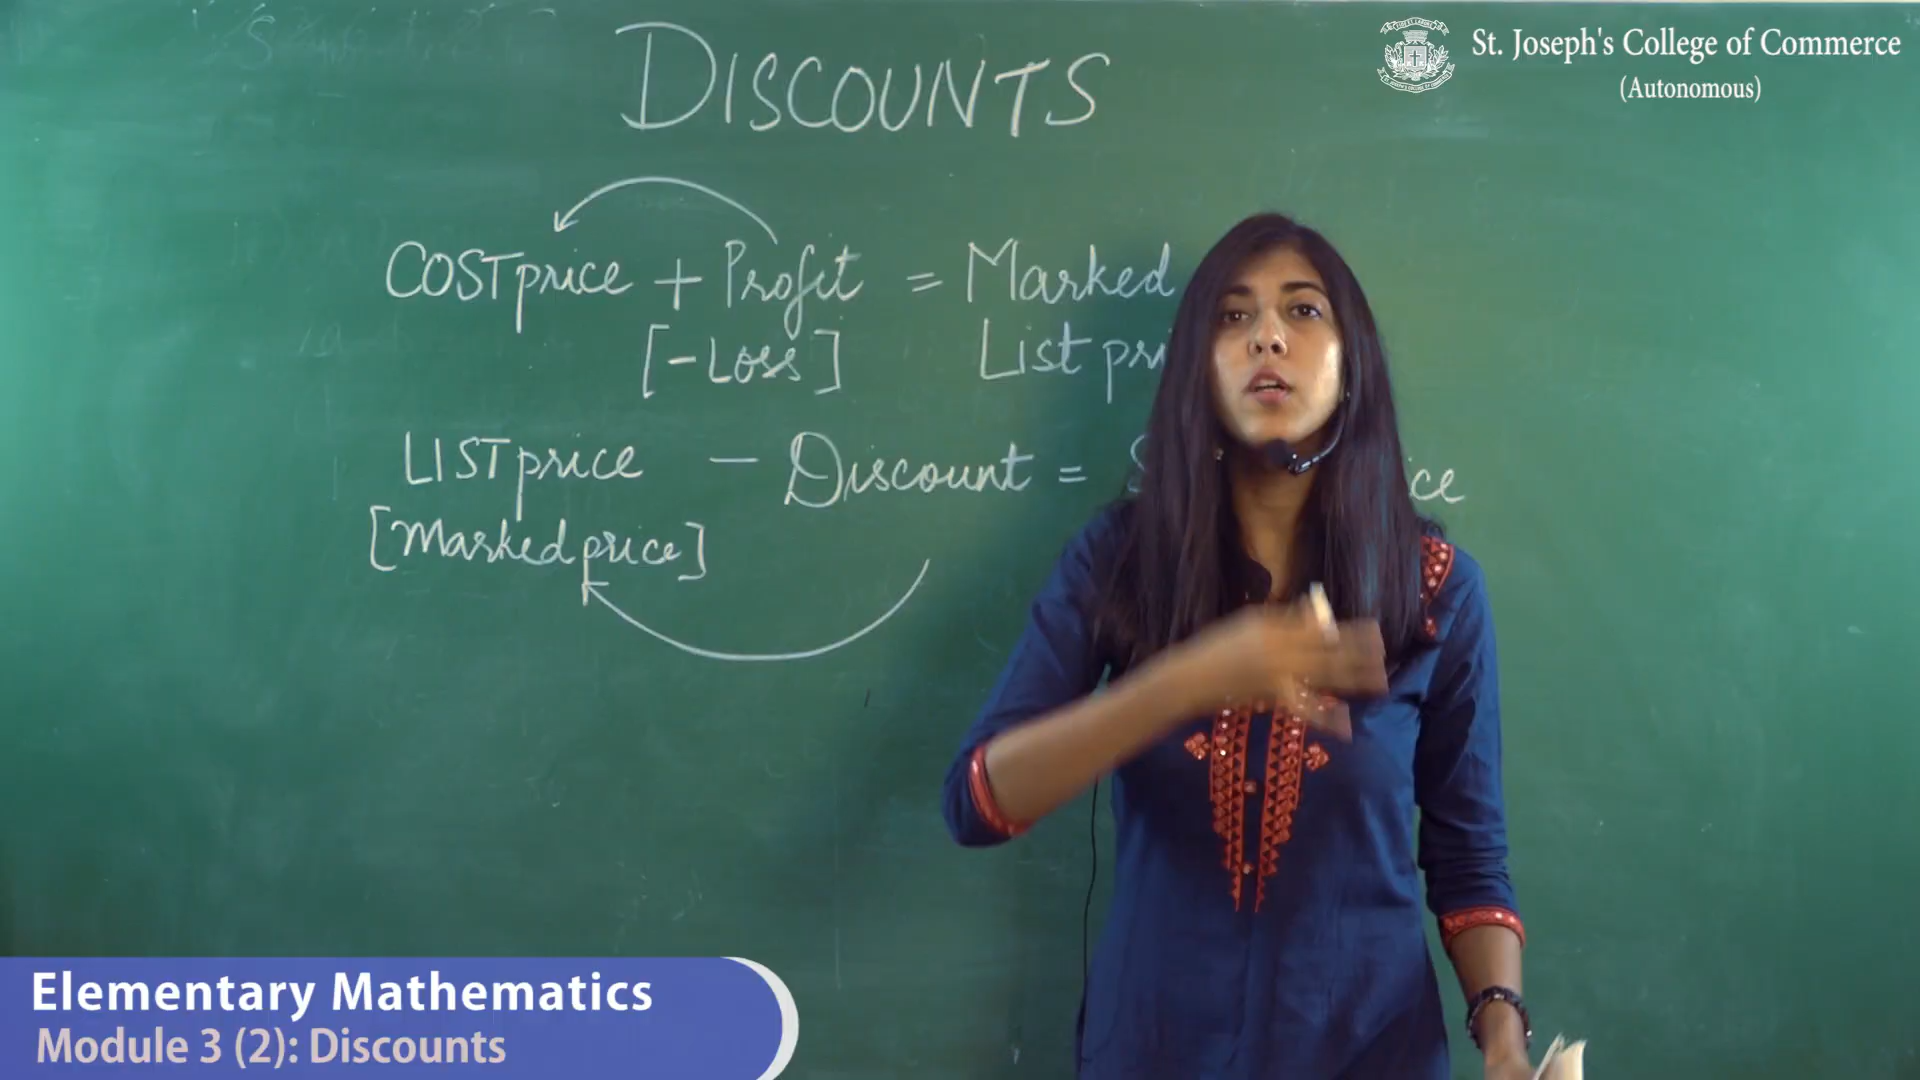 St. Joseph's College of Commerce
(Autonomous)
DISCOUNTS
COST price + Profit = Marked
[- Loss] List
LIST price - Discount =
[Marked price]
Elementary Mathematics
Module 3 (2): Discounts